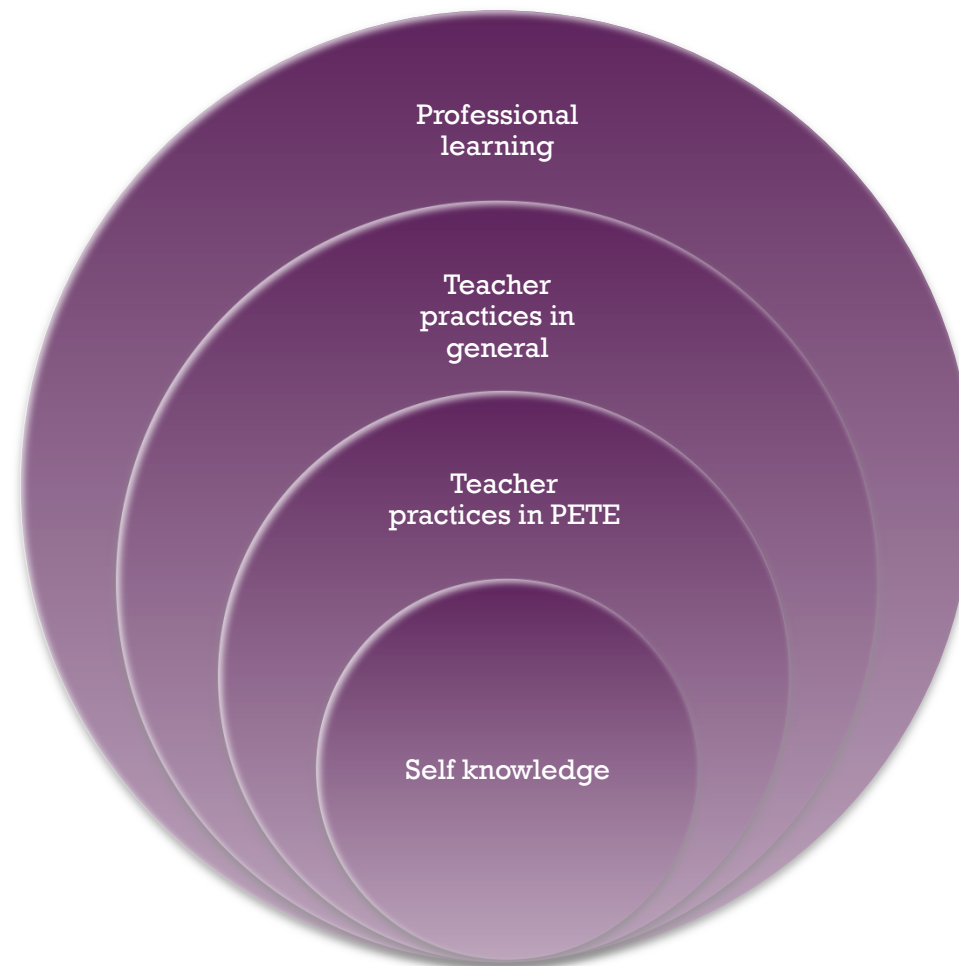 Professional
learning
Teacher
practices in
general
Teacher
practices in PETE
Self knowledge